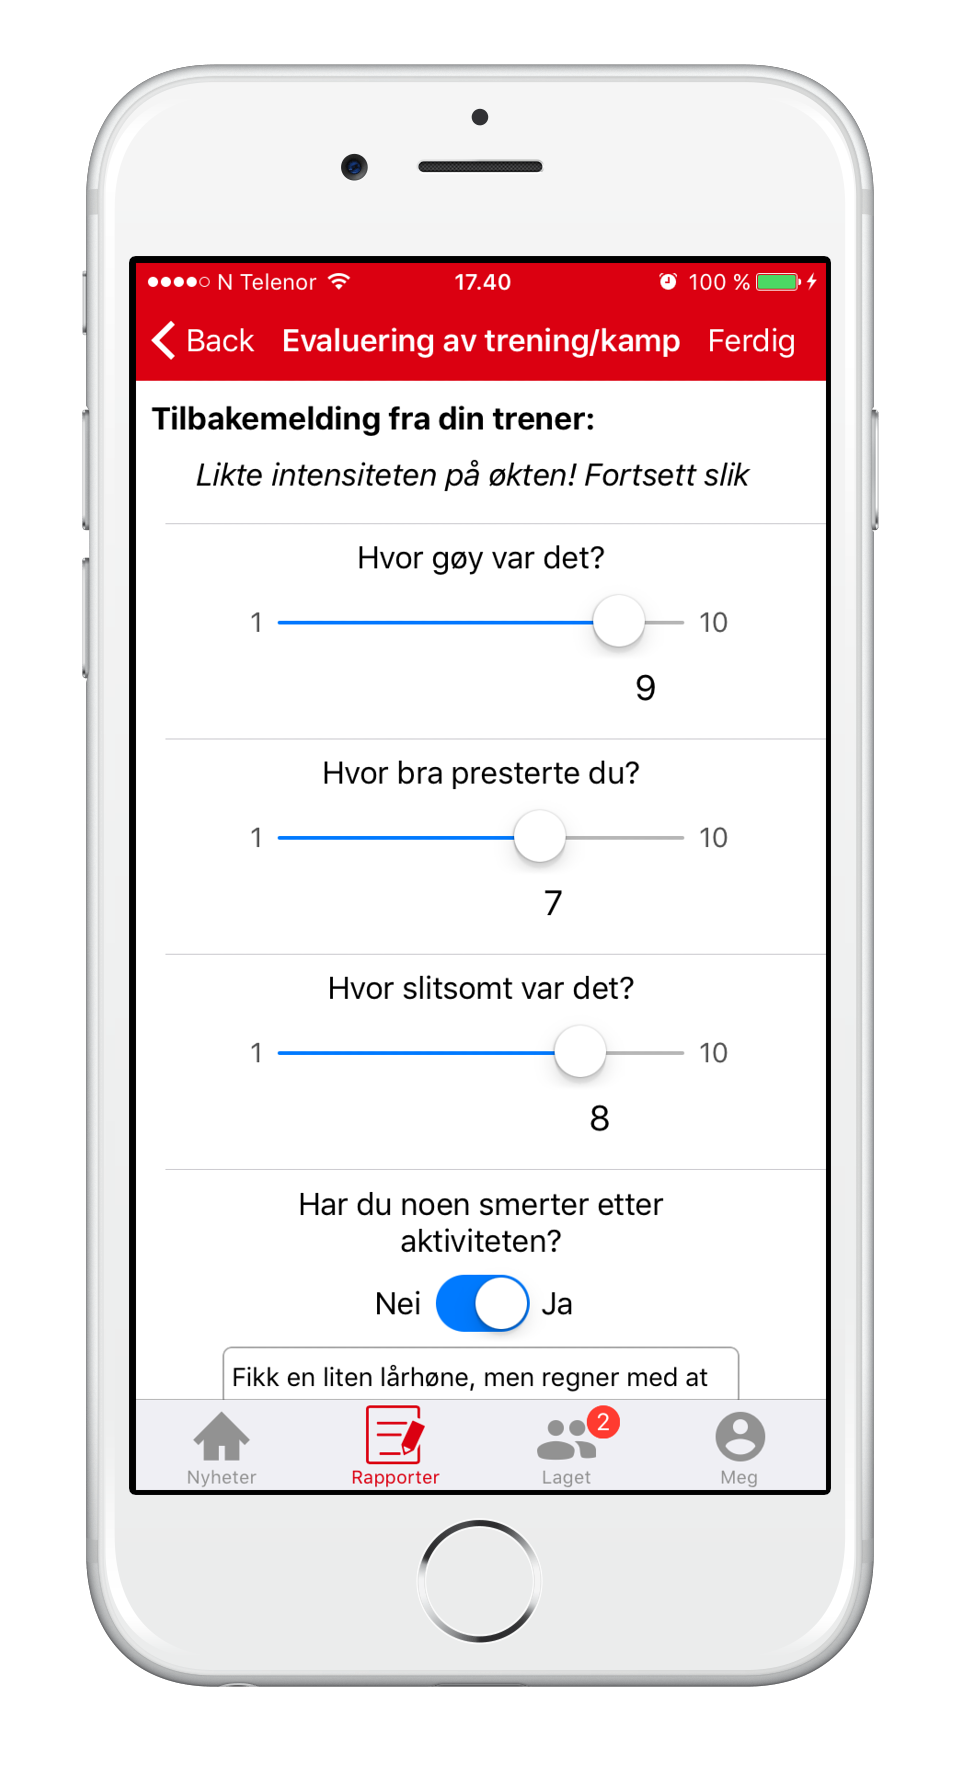 N Telenor 17.40 100 %
Back Evaluering av trening/kamp Ferdig
Tilbakemelding fra din trener:
Likte intensiteten på økten! Fortsett slik
Hvor gøy var det?
1 10
9
Hvor bra presterte du?
1 10
7
Hvor slitsomt var det?
1 10
8
Har du noen smerter etter
aktiviteten?
Nei Ja
Fikk en liten lårhøne, men regner med at
2
Nyheter Rapporter Laget Meg